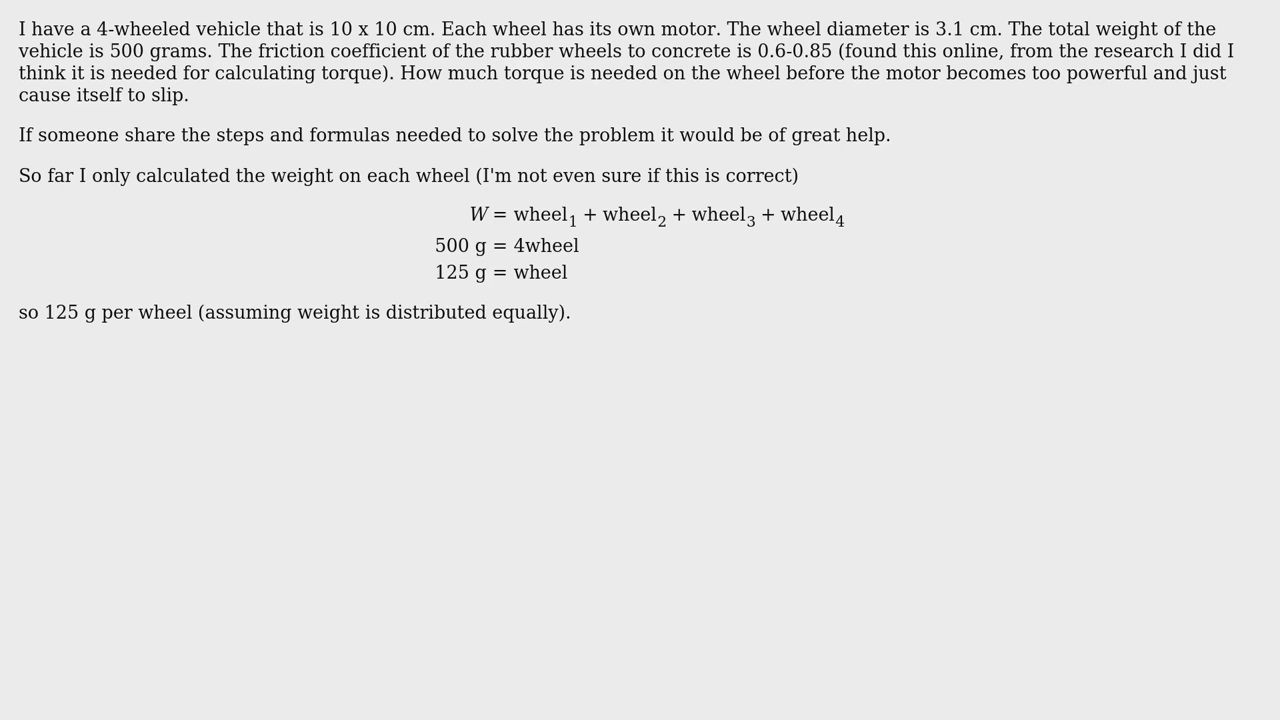 I have a 4-wheeled vehicle that is 10 x 10 cm. Each wheel has its own motor. The wheel diameter is 3.1 cm. The total weight of the
vehicle is 500 grams. The friction coefficient of the rubber wheels to concrete is 0.6-0.85 (found this online, from the research I did I
think it is needed for calculating torque). How much torque is needed on the wheel before the motor becomes too powerful and just
cause itself to slip.
If someone share the steps and formulas needed to solve the problem it would be of great help.
So far I only calculated the weight on each wheel (I'm not even sure if this is correct)
W = wheel₁ + wheel₂ + wheel₃ + wheel₄
500 g = 4wheel
125 g = wheel
so 125 g per wheel (assuming weight is distributed equally).